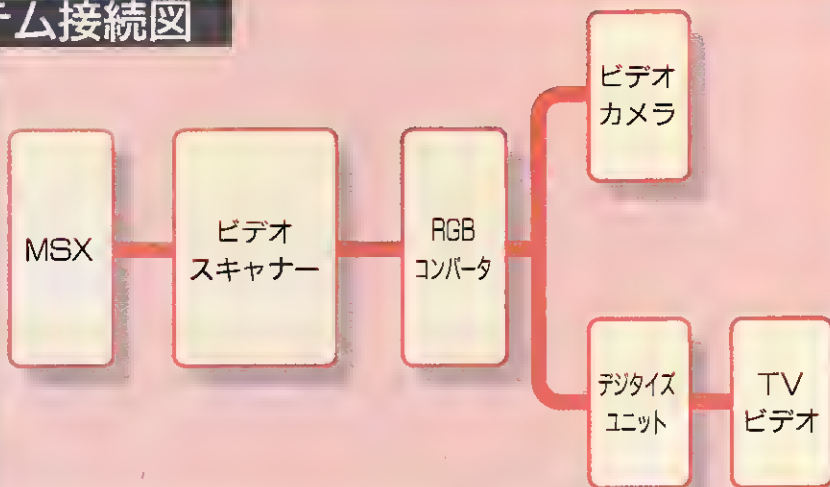 テム接続図
MSX
ビデオ
スキャナー
RGB
コンバータ
ビデオ
カメラ
デジタイズ
ユニット
TV
ビデオ